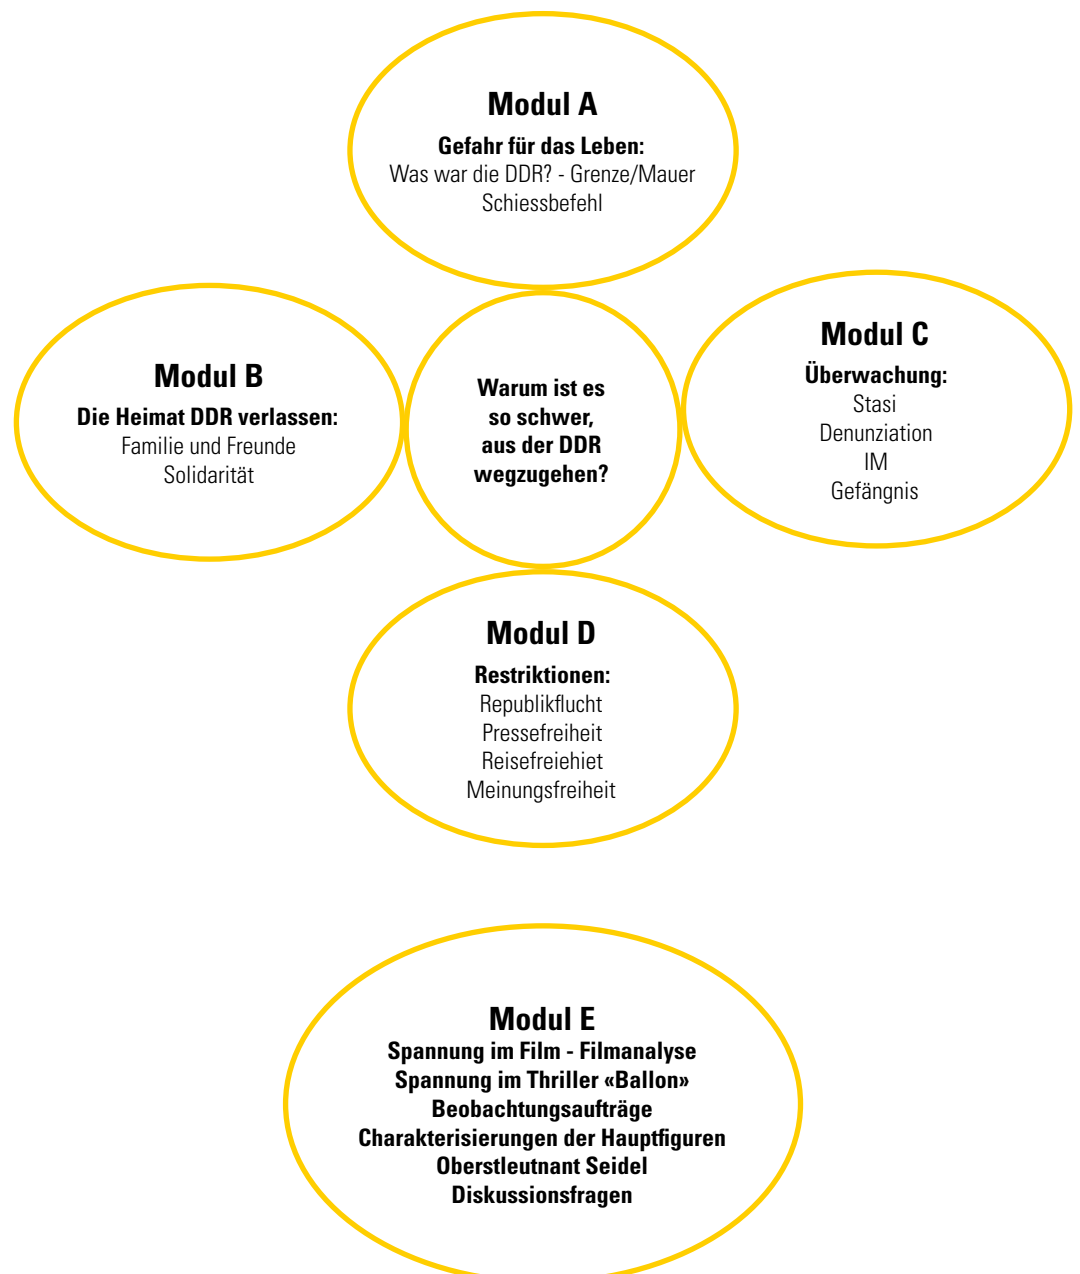 Modul A
Gefahr für das Leben:
Was war die DDR? - Grenze/Mauer
Schiessbefehl
Modul B
Die Heimat DDR verlassen:
Familie und Freunde
Solidarität
Warum ist es
so schwer,
aus der DDR
wegzugehen?
Modul C
Überwachung:
Stasi
Denunziation
IM
Gefängnis
Modul D
Restriktionen:
Republikflucht
Pressefreiheit
Reisefreiehiet
Meinungsfreiheit
Modul E
Spannung im Film - Filmanalyse
Spannung im Thriller «Ballon»
Beobachtungsaufträge
Charakterisierungen der Hauptfiguren
Oberstleutnant Seidel
Diskussionsfragen